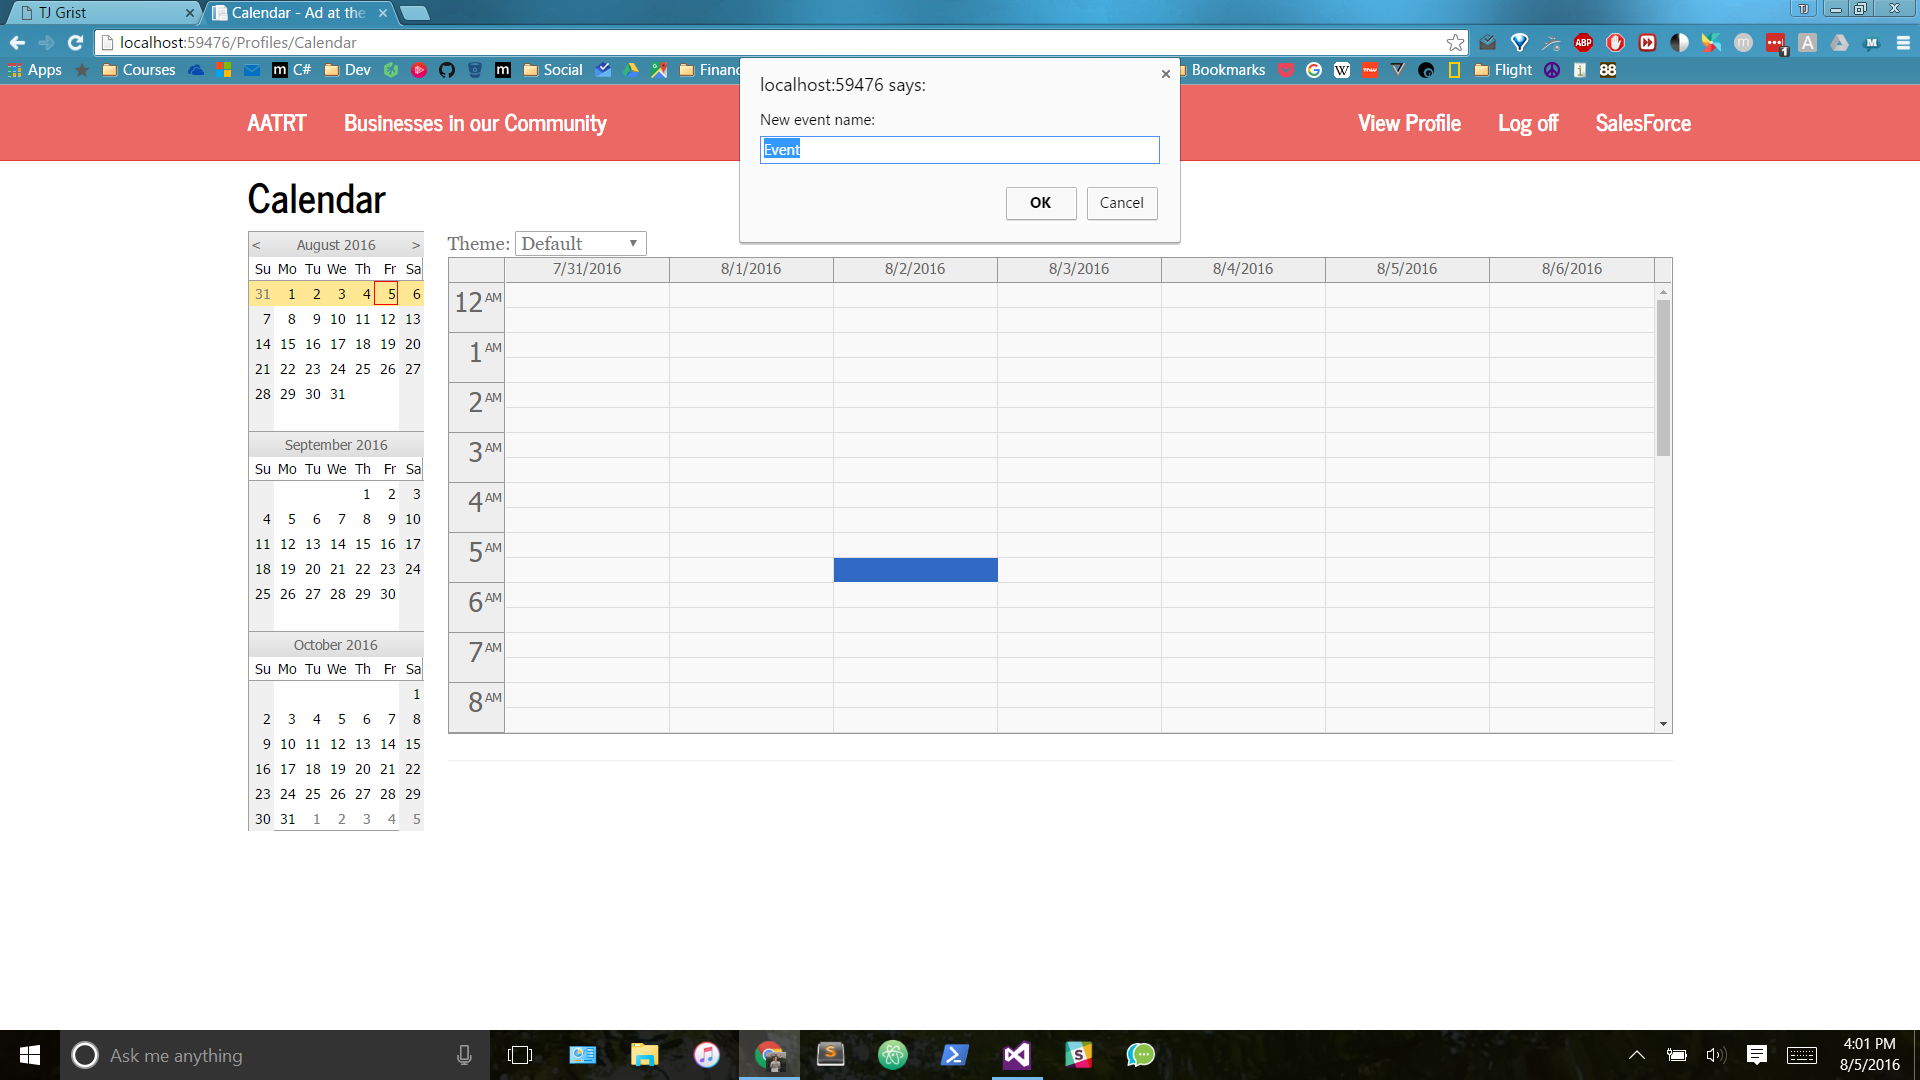 TJ Grist
Calendar - Ad at the
TJ
localhost:59476/Profiles/Calendar
ABP
1
A
M
Apps
Courses
m C#
Dev
m
Social
Financ
Bookmarks
G
W
Flight
88
localhost:59476 says:
New event name:
Event
OK
Cancel
AATRT
Businesses in our Community
View Profile
Log off
SalesForce
Calendar
< August 2016 >
Su Mo Tu We Th Fr Sa
31 1 2 3 4 5 6
7 8 9 10 11 12 13
14 15 16 17 18 19 20
21 22 23 24 25 26 27
28 29 30 31
September 2016
Su Mo Tu We Th Fr Sa
1 2 3
4 5 6 7 8 9 10
11 12 13 14 15 16 17
18 19 20 21 22 23 24
25 26 27 28 29 30
October 2016
Su Mo Tu We Th Fr Sa
1
2 3 4 5 6 7 8
9 10 11 12 13 14 15
16 17 18 19 20 21 22
23 24 25 26 27 28 29
30 31 1 2 3 4 5
Theme: Default
7/31/2016 8/1/2016 8/2/2016 8/3/2016 8/4/2016 8/5/2016 8/6/2016
12 AM
1 AM
2 AM
3 AM
4 AM
5 AM
6 AM
7 AM
8 AM
Ask me anything
4:01 PM
8/5/2016